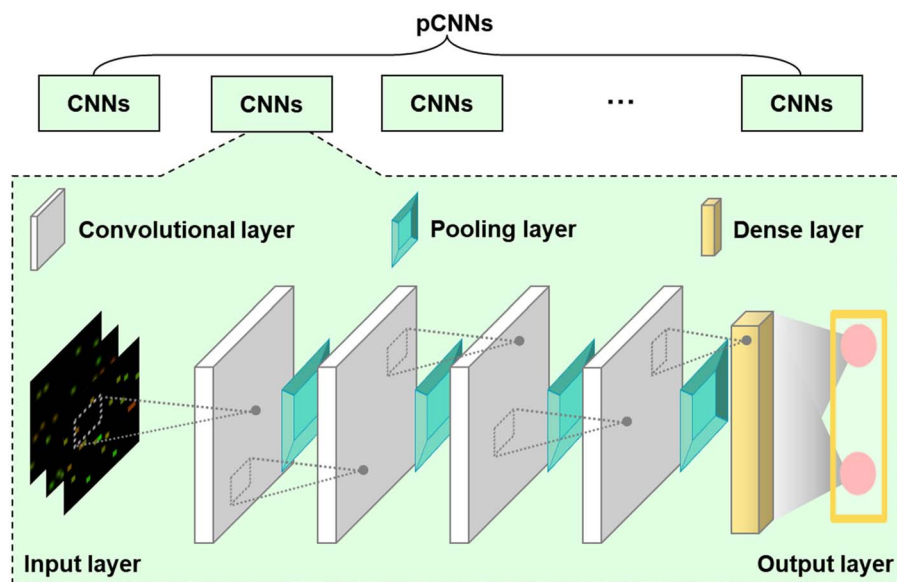 pCNNs
CNNs
CNNs
CNNs
...
CNNs
Convolutional layer
Pooling layer
Dense layer
Input layer
Output layer